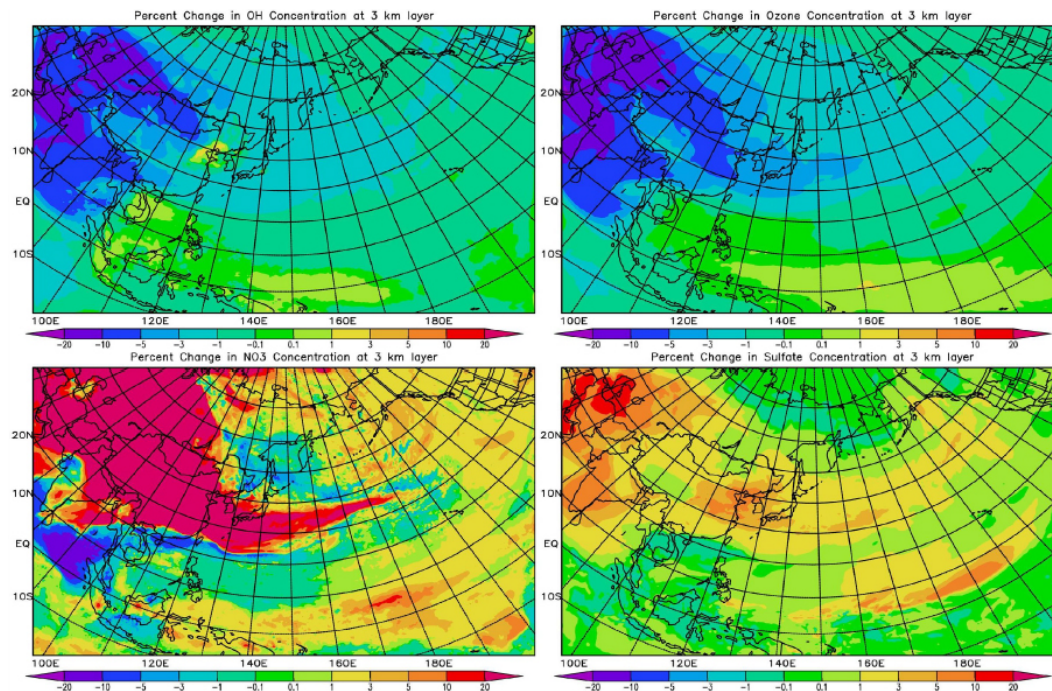 Percent Change in OH Concentration at 3 km layer
20N
10N
EQ
10S
100E 120E 140E 160E 180E
-20 -10 -5 -3 -1 -0.1 0.1 1 3 5 10 20
Percent Change in Ozone Concentration at 3 km layer
20N
10N
EQ
10S
100E 120E 140E 160E 180E
-20 -10 -5 -3 -1 -0.1 0.1 1 3 5 10 20
Percent Change in NO3 Concentration at 3 km layer
20N
10N
EQ
10S
100E 120E 140E 160E 180E
-20 -10 -5 -3 -1 -0.1 0.1 1 3 5 10 20
Percent Change in Sulfate Concentration at 3 km layer
20N
10N
EQ
10S
100E 120E 140E 160E 180E
-20 -10 -5 -3 -1 -0.1 0.1 1 3 5 10 20